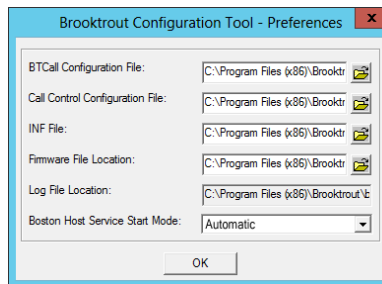 Brooktrout Configuration Tool - Preferences x
BTCall Configuration File: C:\Program Files (x86)\Brooktr
Call Control Configuration File: C:\Program Files (x86)\Brooktr
INF File: C:\Program Files (x86)\Brooktr
Firmware File Location: C:\Program Files (x86)\Brooktr
Log File Location: C:\Program Files (x86)\Brooktrout\
Boston Host Service Start Mode: Automatic
OK